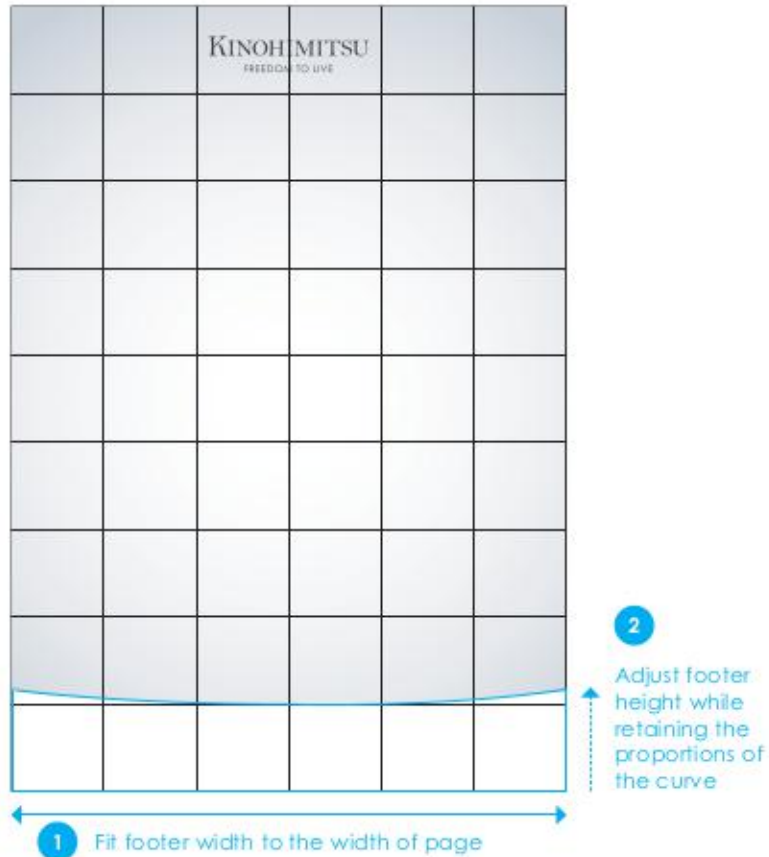 KINOHIMITSU
FREEDOM TO LIVE
2
Adjust footer
height while
retaining the
proportions of
the curve
1 Fit footer width to the width of page